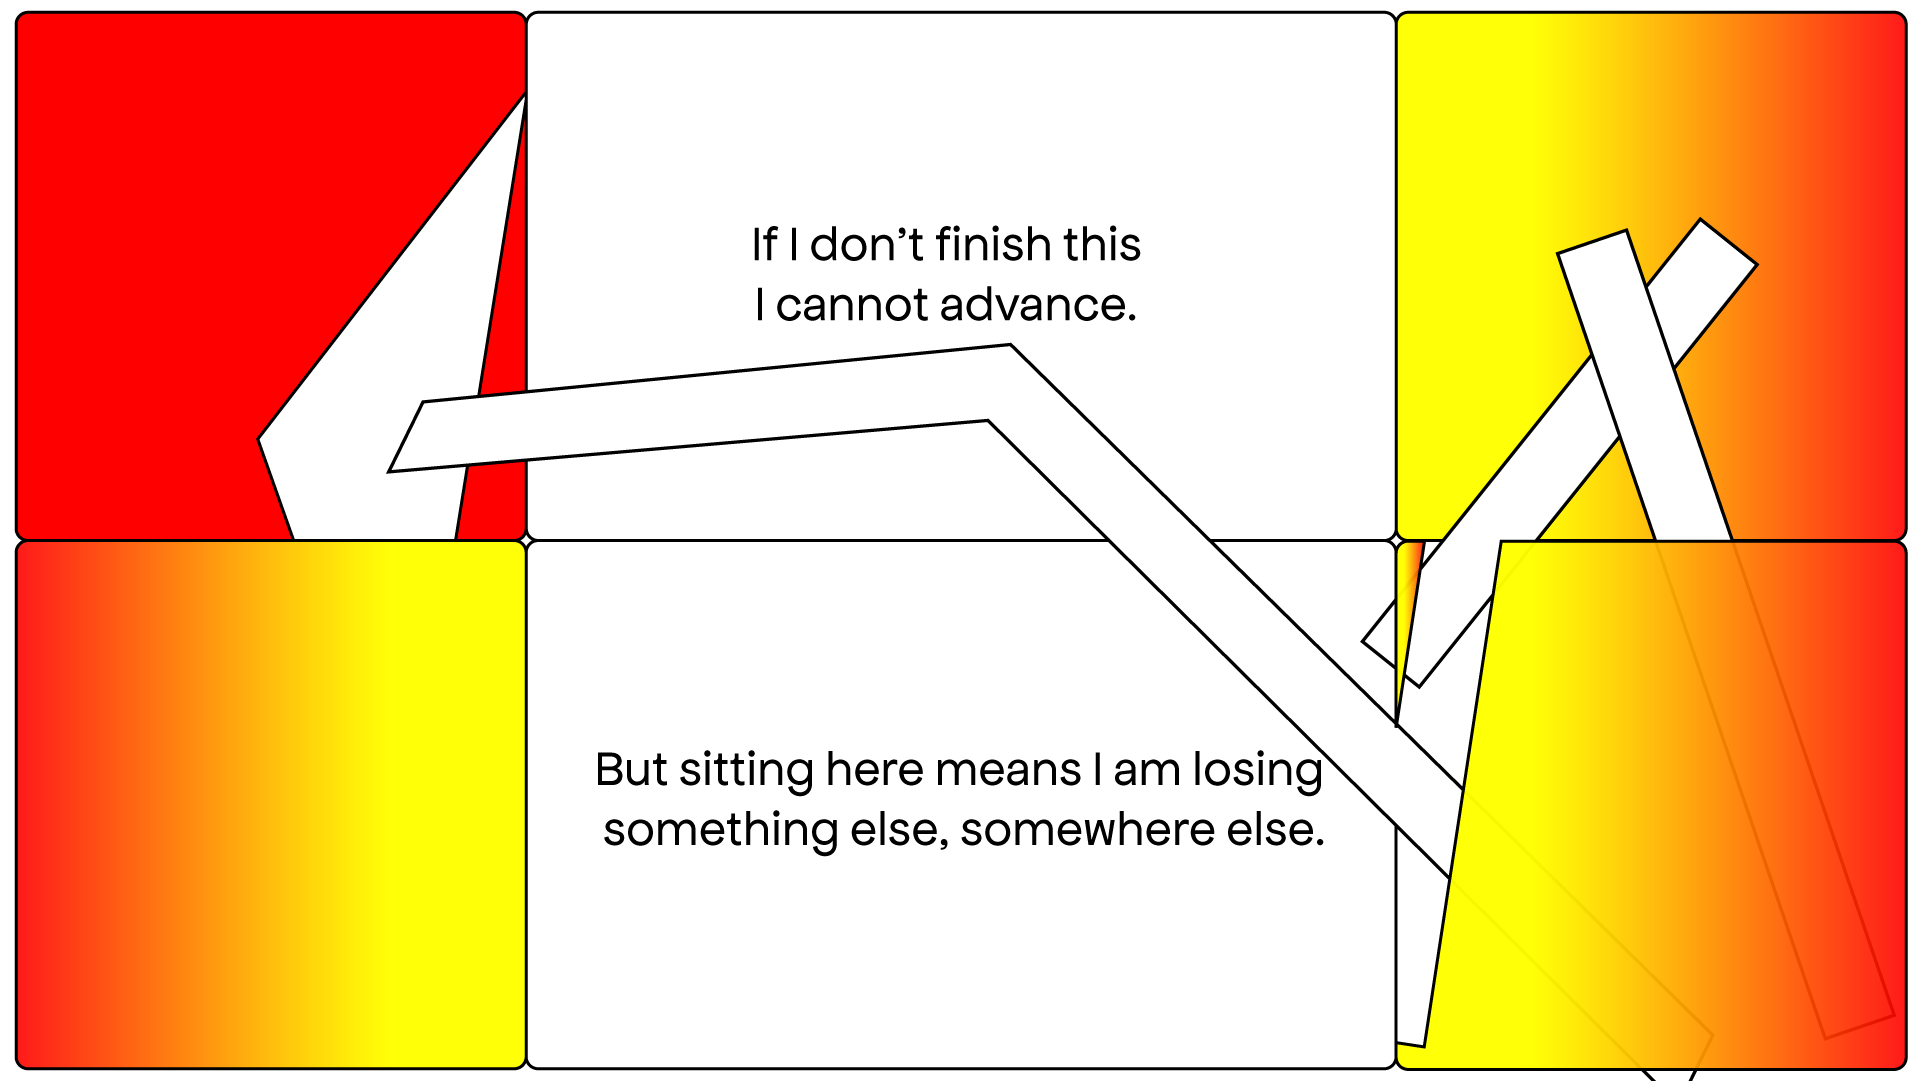 If I don’t finish this
I cannot advance.
But sitting here means I am losing
something else, somewhere else.